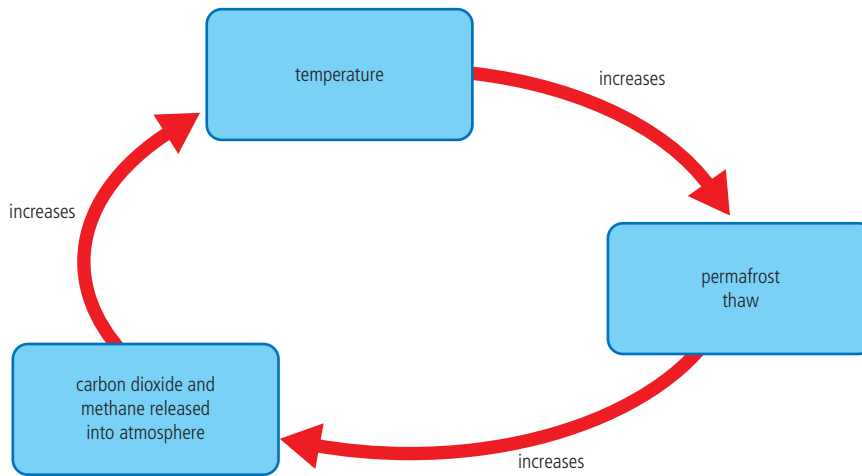 temperature
increases
increases
permafrost
thaw
carbon dioxide and
methane released
into atmosphere
increases